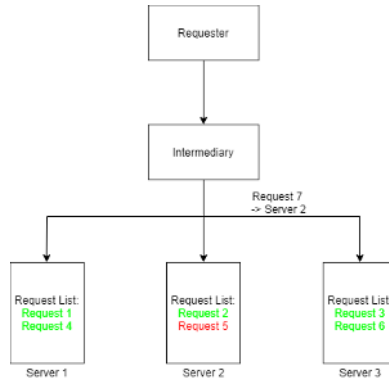 Requester
Intermediary
Request 7
-> Server 2
Request List:
Request 1
Request 4
Server 1
Request List:
Request 2
Request 5
Server 2
Request List:
Request 3
Request 6
Server 3